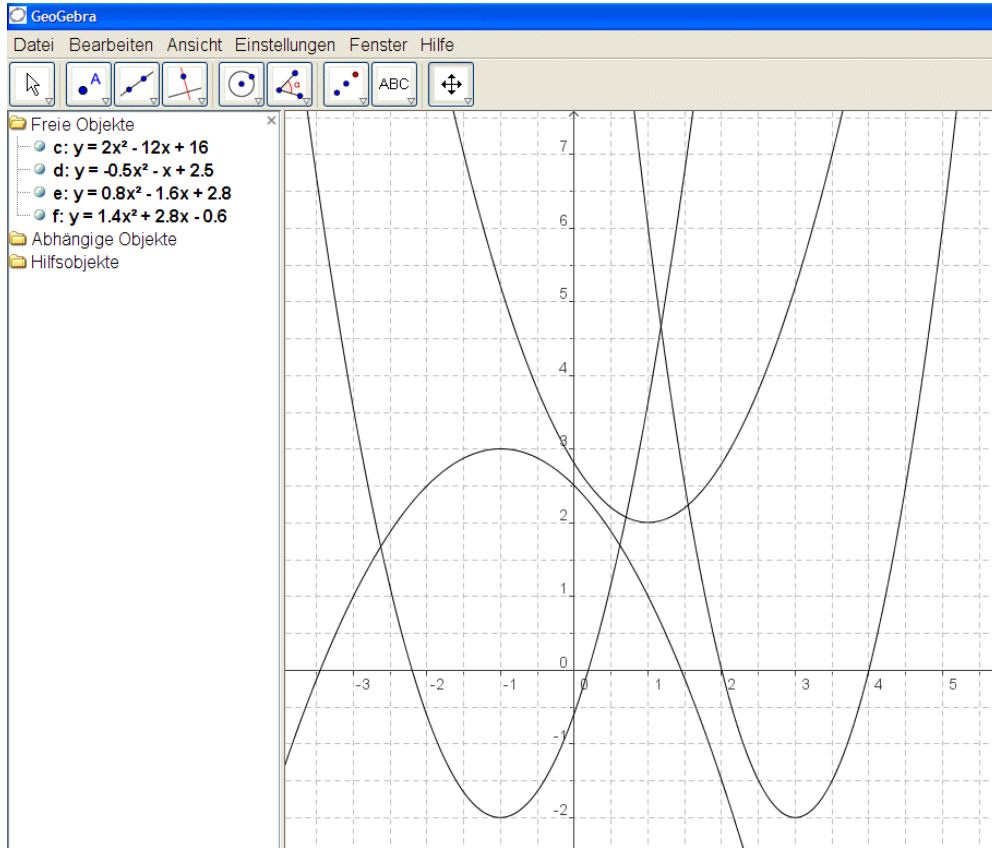 GeoGebra
Datei Bearbeiten Ansicht Einstellungen Fenster Hilfe
A
α
ABC
Freie Objekte
c: y = 2x² - 12x + 16
d: y = -0.5x² - x + 2.5
e: y = 0.8x² - 1.6x + 2.8
f: y = 1.4x² + 2.8x - 0.6
Abhängige Objekte
Hilfsobjekte
7
6
5
4
3
2
1
0
-3 -2 -1 0 1 2 3 4 5
-1
-2